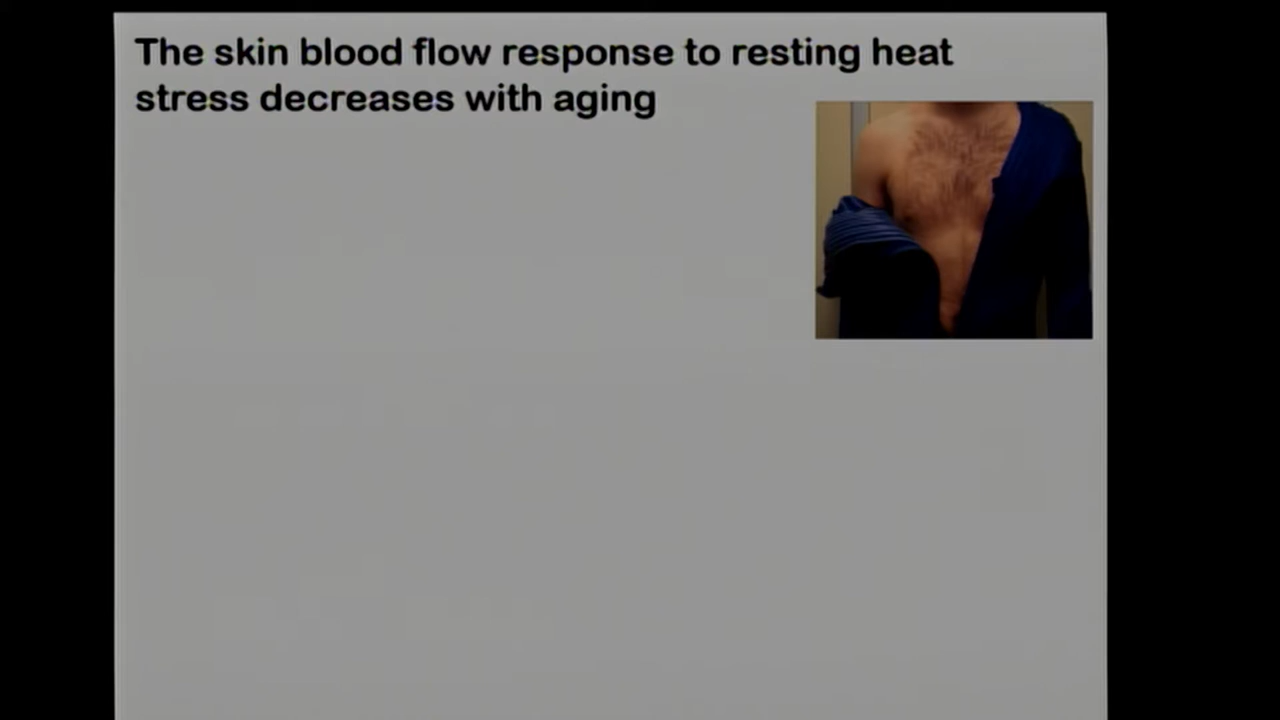 The skin blood flow response to resting heat
stress decreases with aging